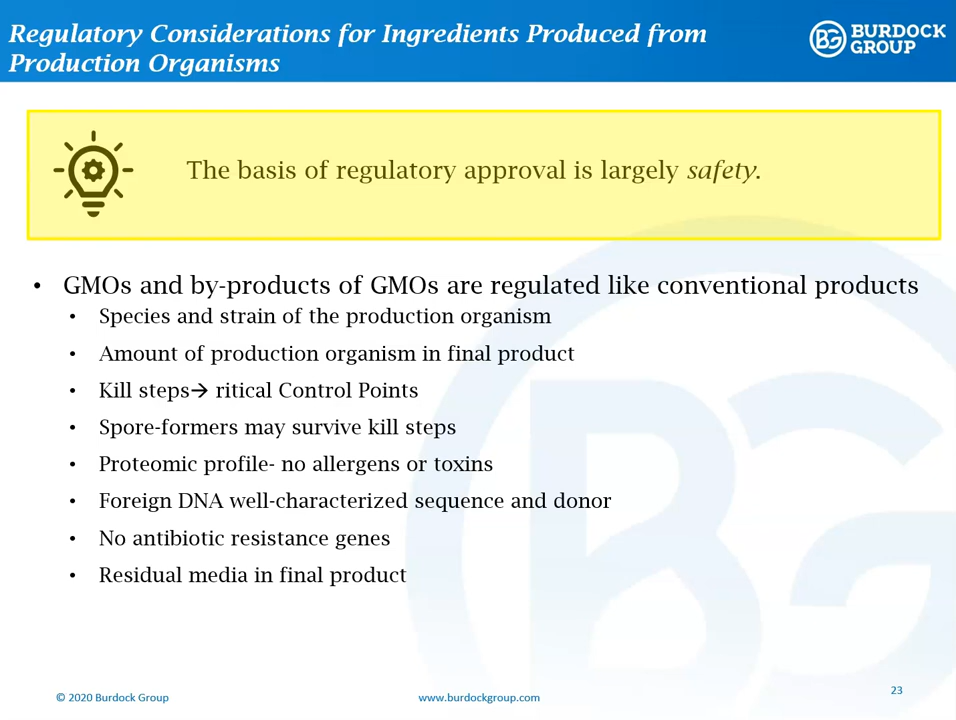 Regulatory Considerations for Ingredients Produced from
Production Organisms
BURDOCK
GROUP
The basis of regulatory approval is largely safety.
• GMOs and by-products of GMOs are regulated like conventional products
• Species and strain of the production organism
• Amount of production organism in final product
• Kill steps→ ritical Control Points
• Spore-formers may survive kill steps
• Proteomic profile- no allergens or toxins
• Foreign DNA well-characterized sequence and donor
• No antibiotic resistance genes
• Residual media in final product
© 2020 Burdock Group
www.burdockgroup.com
23